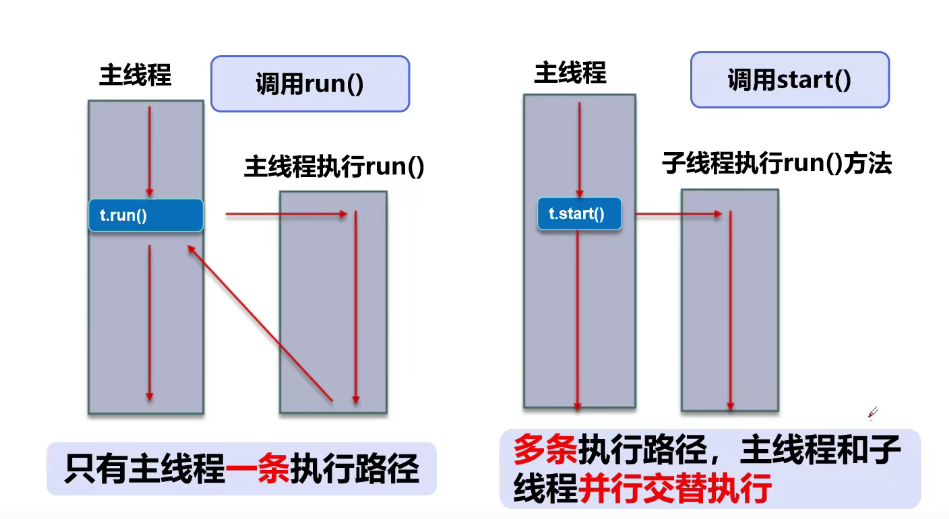 主线程
调用run()
主线程执行run()
t.run()
只有主线程一条执行路径
主线程
调用start()
子线程执行run()方法
t.start()
多条执行路径，主线程和子
线程并行交替执行